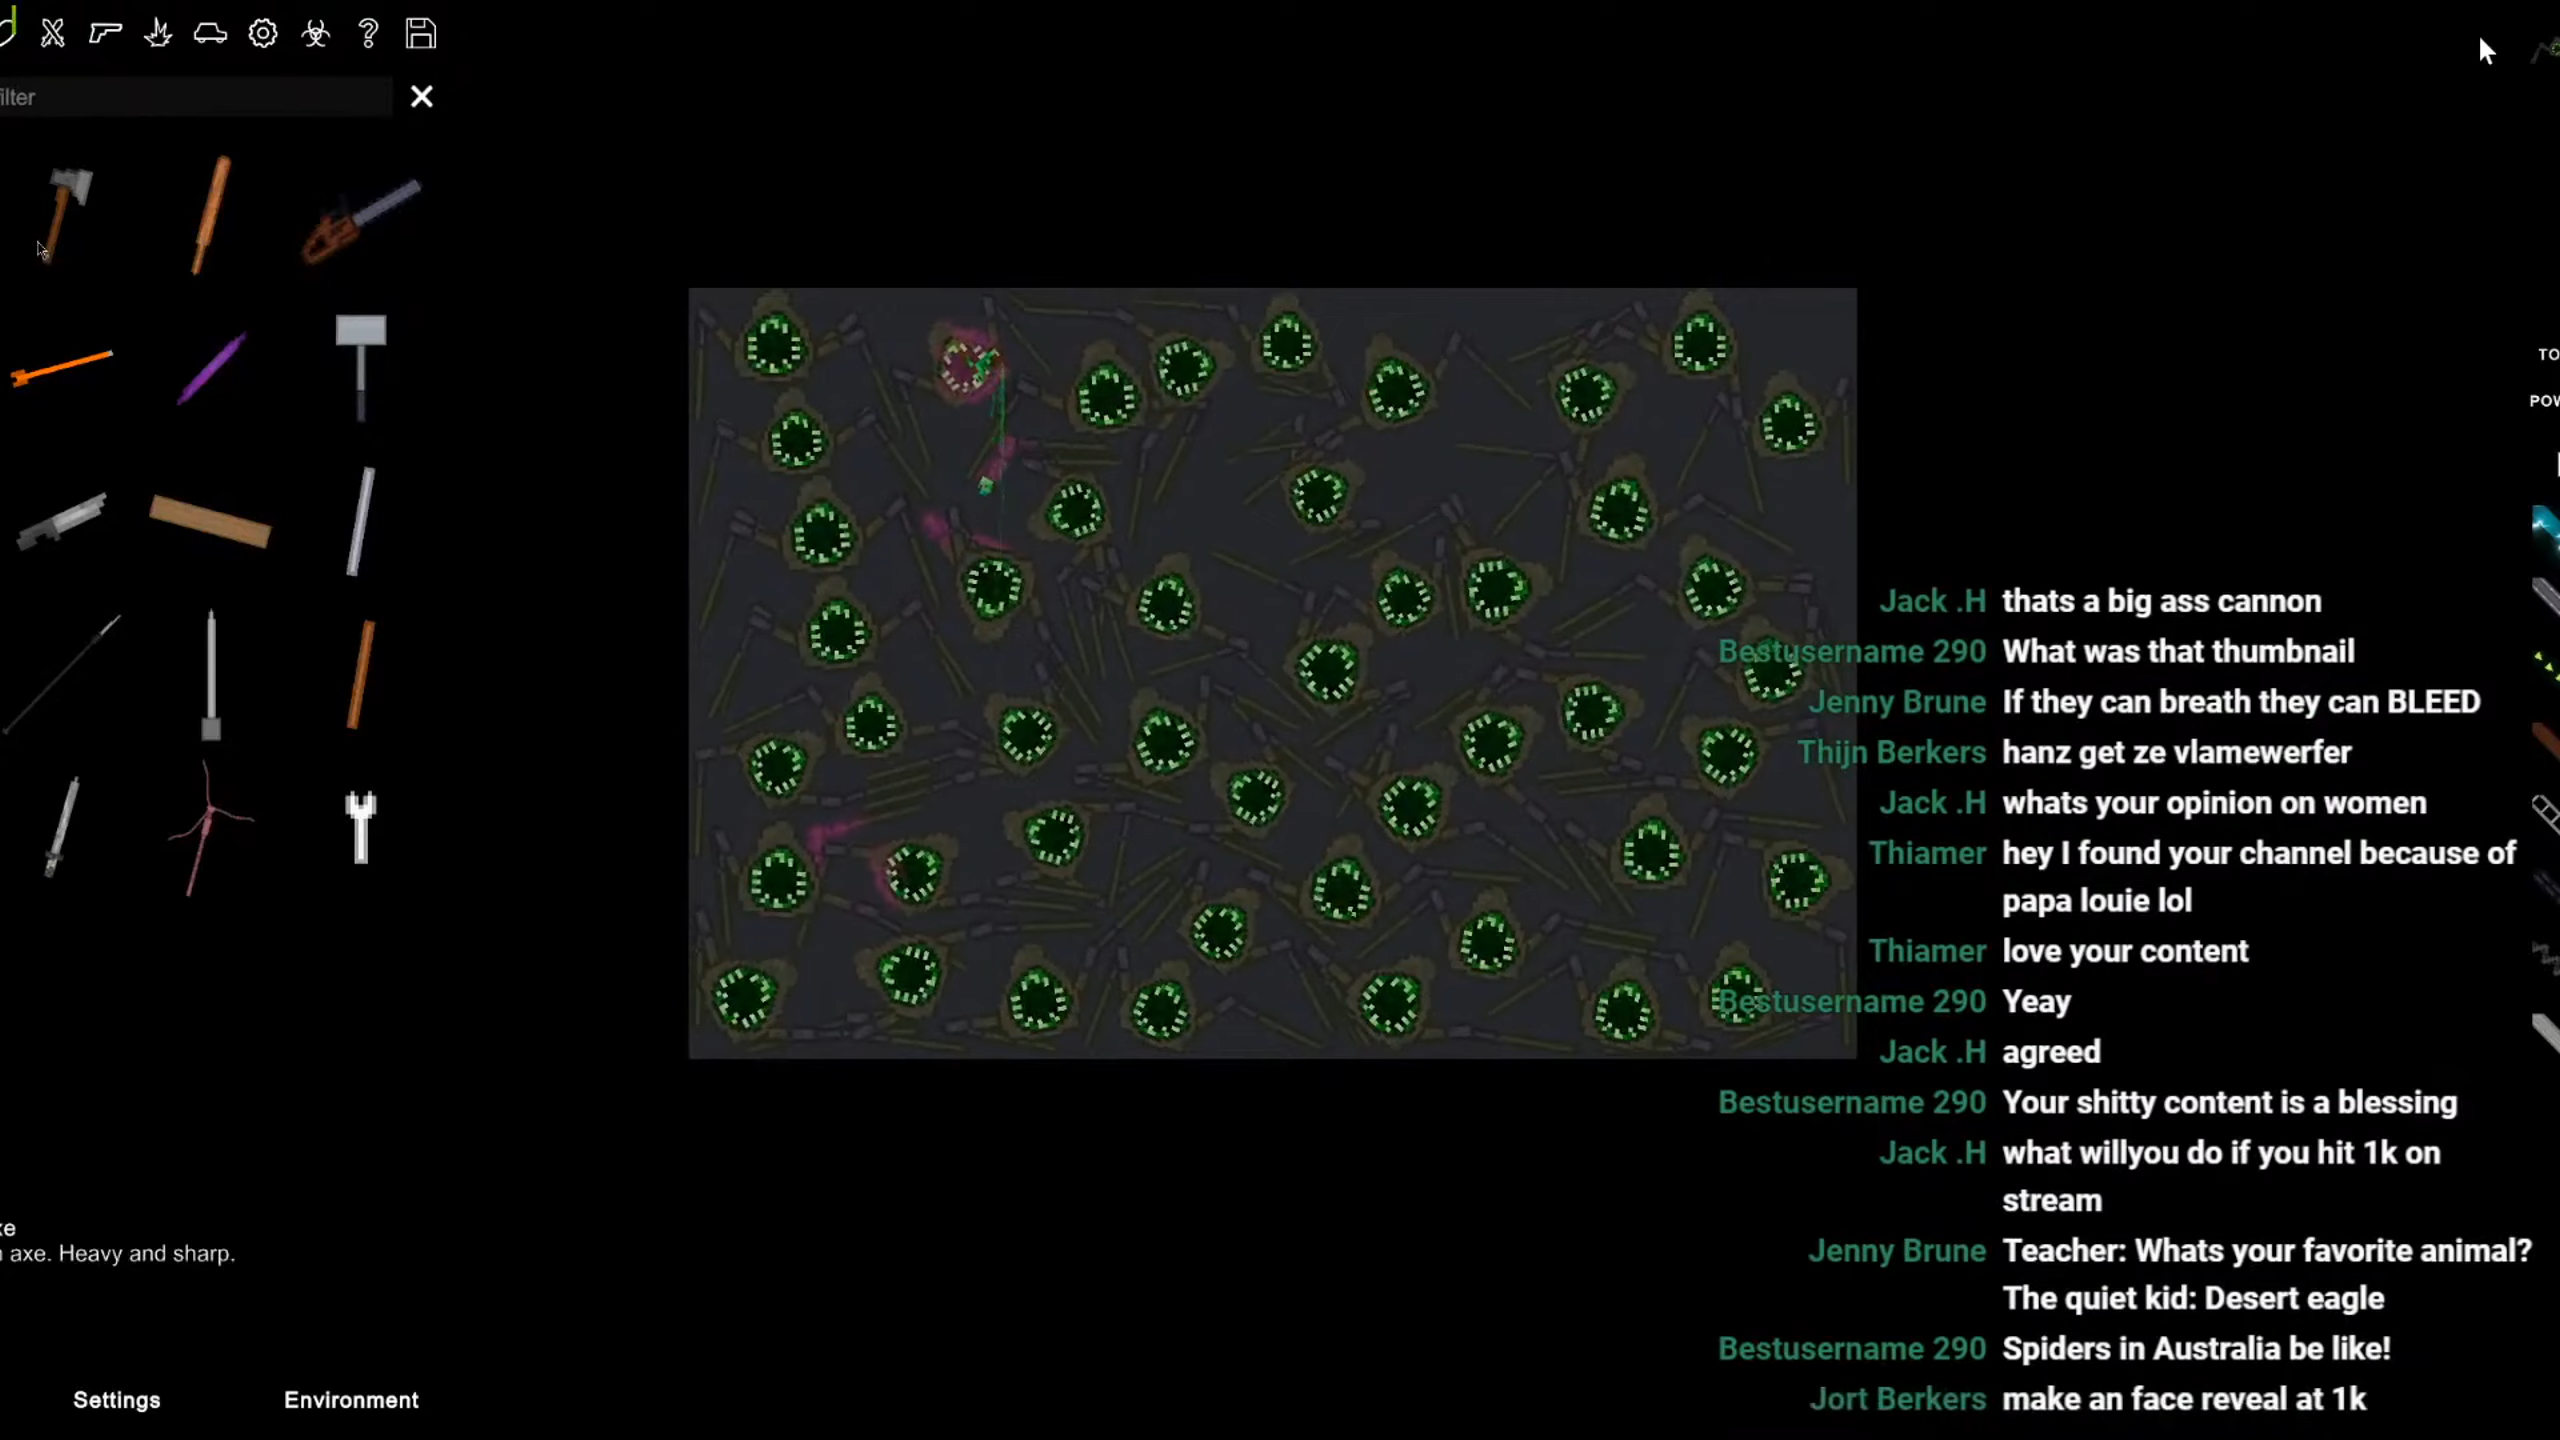 filter
TO
POW
Jack .H thats a big ass cannon
Bestusername 290 What was that thumbnail
Jenny Brune If they can breath they can BLEED
Thijn Berkers hanz get ze vlamewerfer
Jack .H whats your opinion on women
Thiamer hey I found your channel because of
papa louie lol
Thiamer love your content
Bestusername 290 Yeay
Jack .H agreed
Bestusername 290 Your shitty content is a blessing
Jack .H what willyou do if you hit 1k on
stream
xe
n axe. Heavy and sharp.
Jenny Brune Teacher: Whats your favorite animal?
The quiet kid: Desert eagle
Bestusername 290 Spiders in Australia be like!
Settings Environment
Jort Berkers make an face reveal at 1k